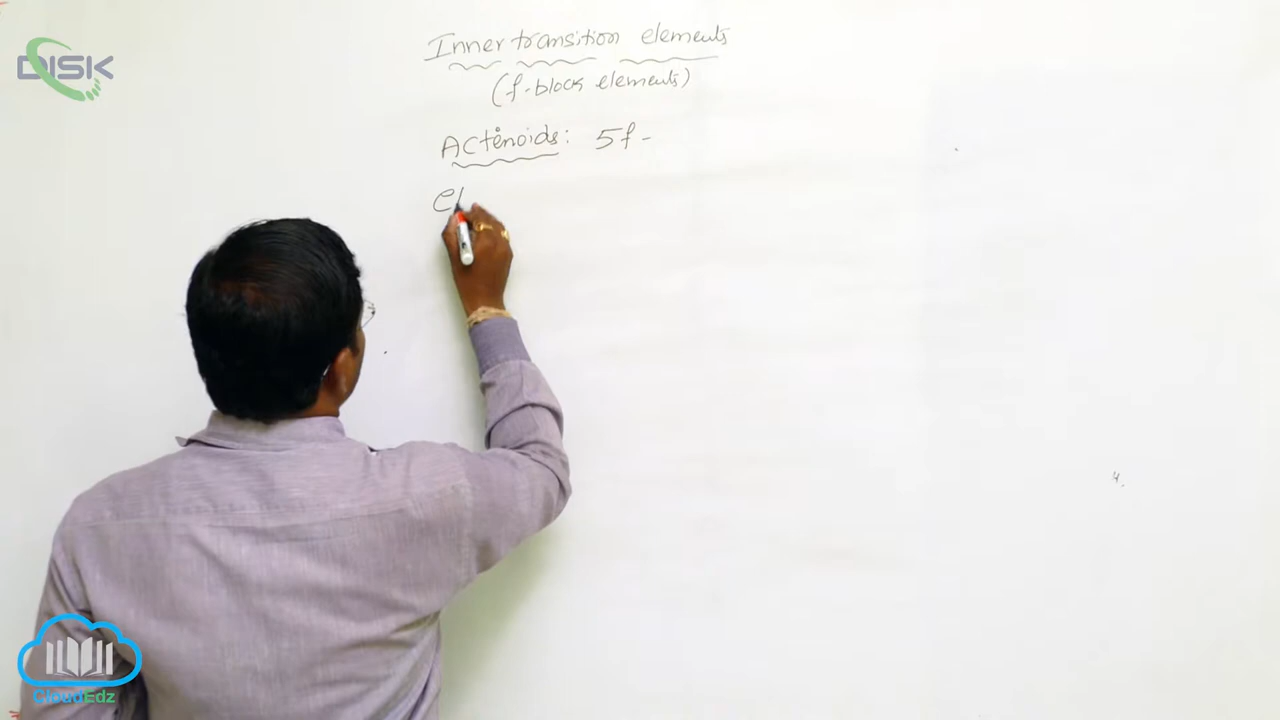 DISK
Inner transition elements
(f-block elements)
Actinoids: 5f-
El
CloudEdz